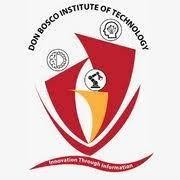 DON BOSCO INSTITUTE OF TECHNOLOGY
Innovation Through Information